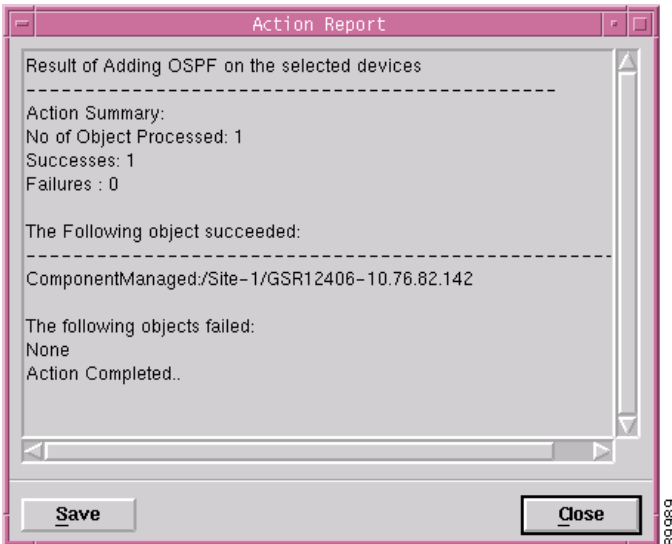 Action Report
Result of Adding OSPF on the selected devices
Action Summary:
No of Object Processed: 1
Successes: 1
Failures : 0
The Following object succeeded:
ComponentManaged:/Site-1/GSR12406-10.76.82.142
The following objects failed:
None
Action Completed..
Save
Close